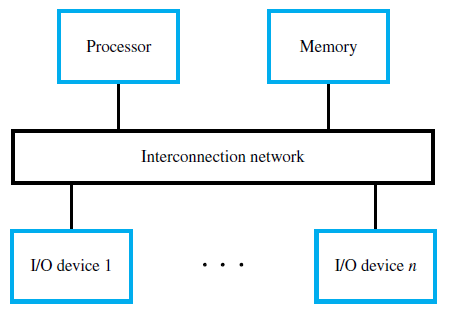 Processor
Memory
Interconnection network
I/O device 1
. . .
I/O device n